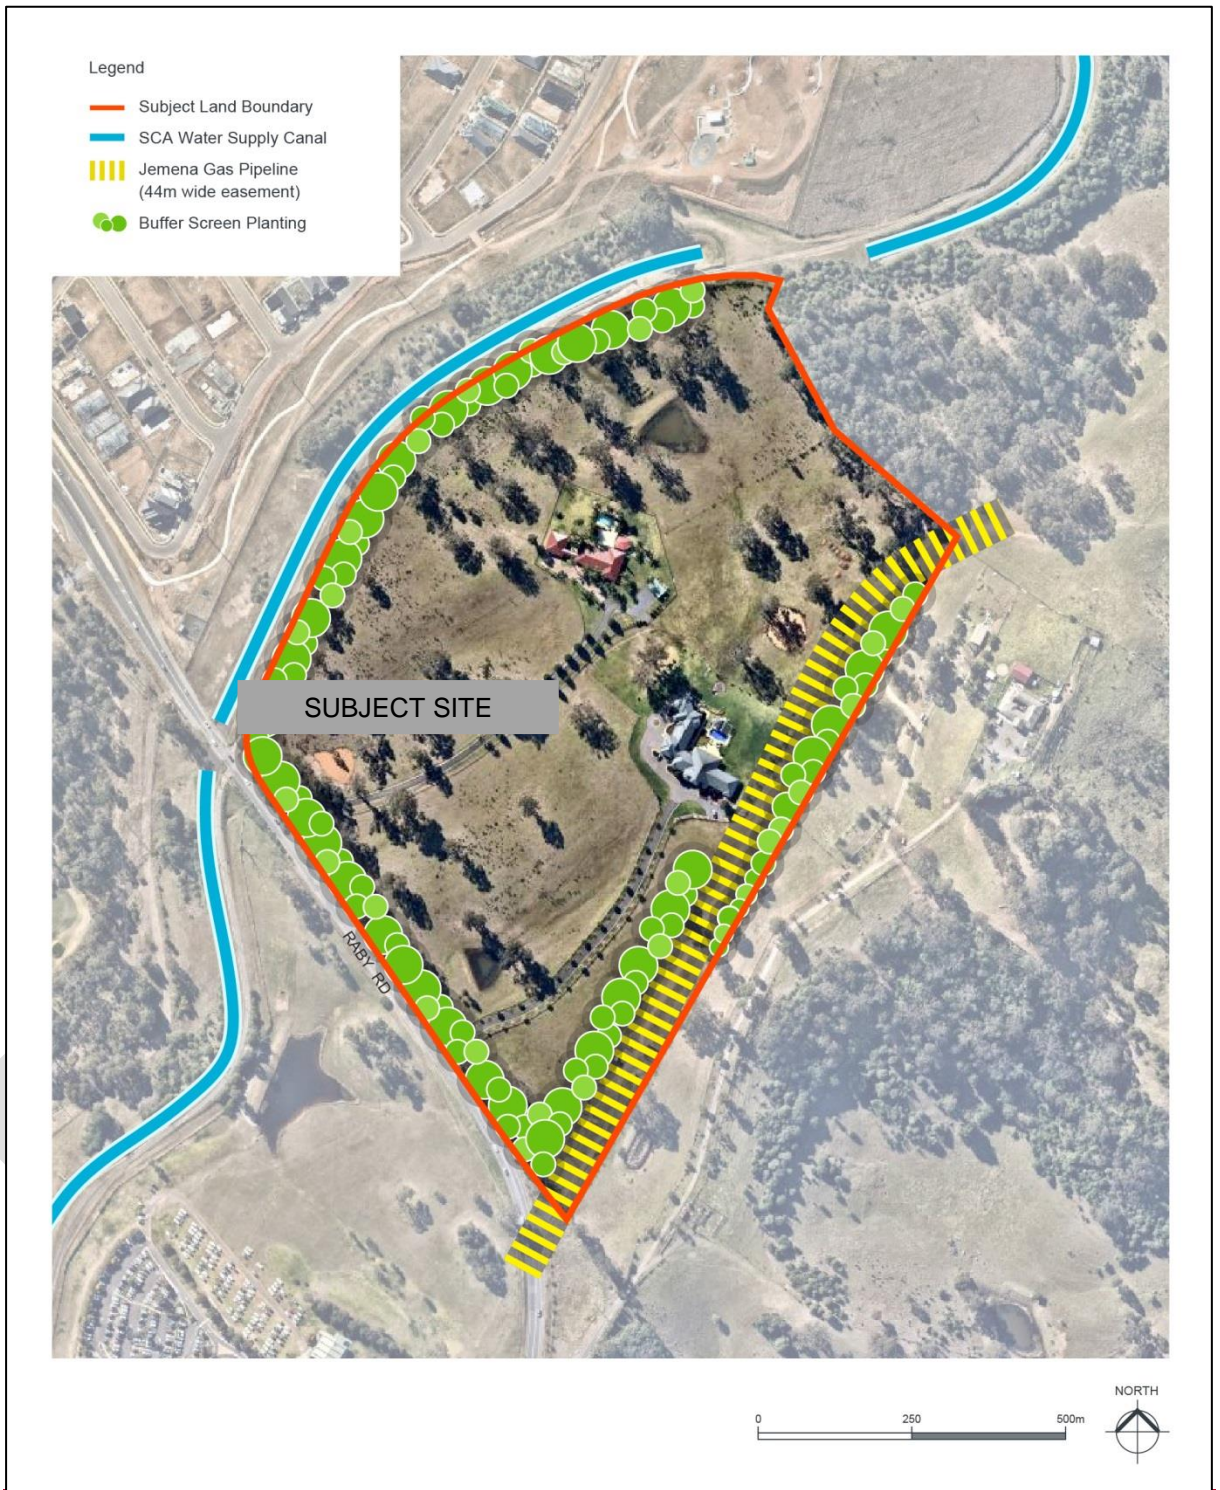 Legend
Subject Land Boundary
SCA Water Supply Canal
Jemena Gas Pipeline
(44m wide easement)
Buffer Screen Planting
SUBJECT SITE
RABY RD
NORTH
0 250 500m